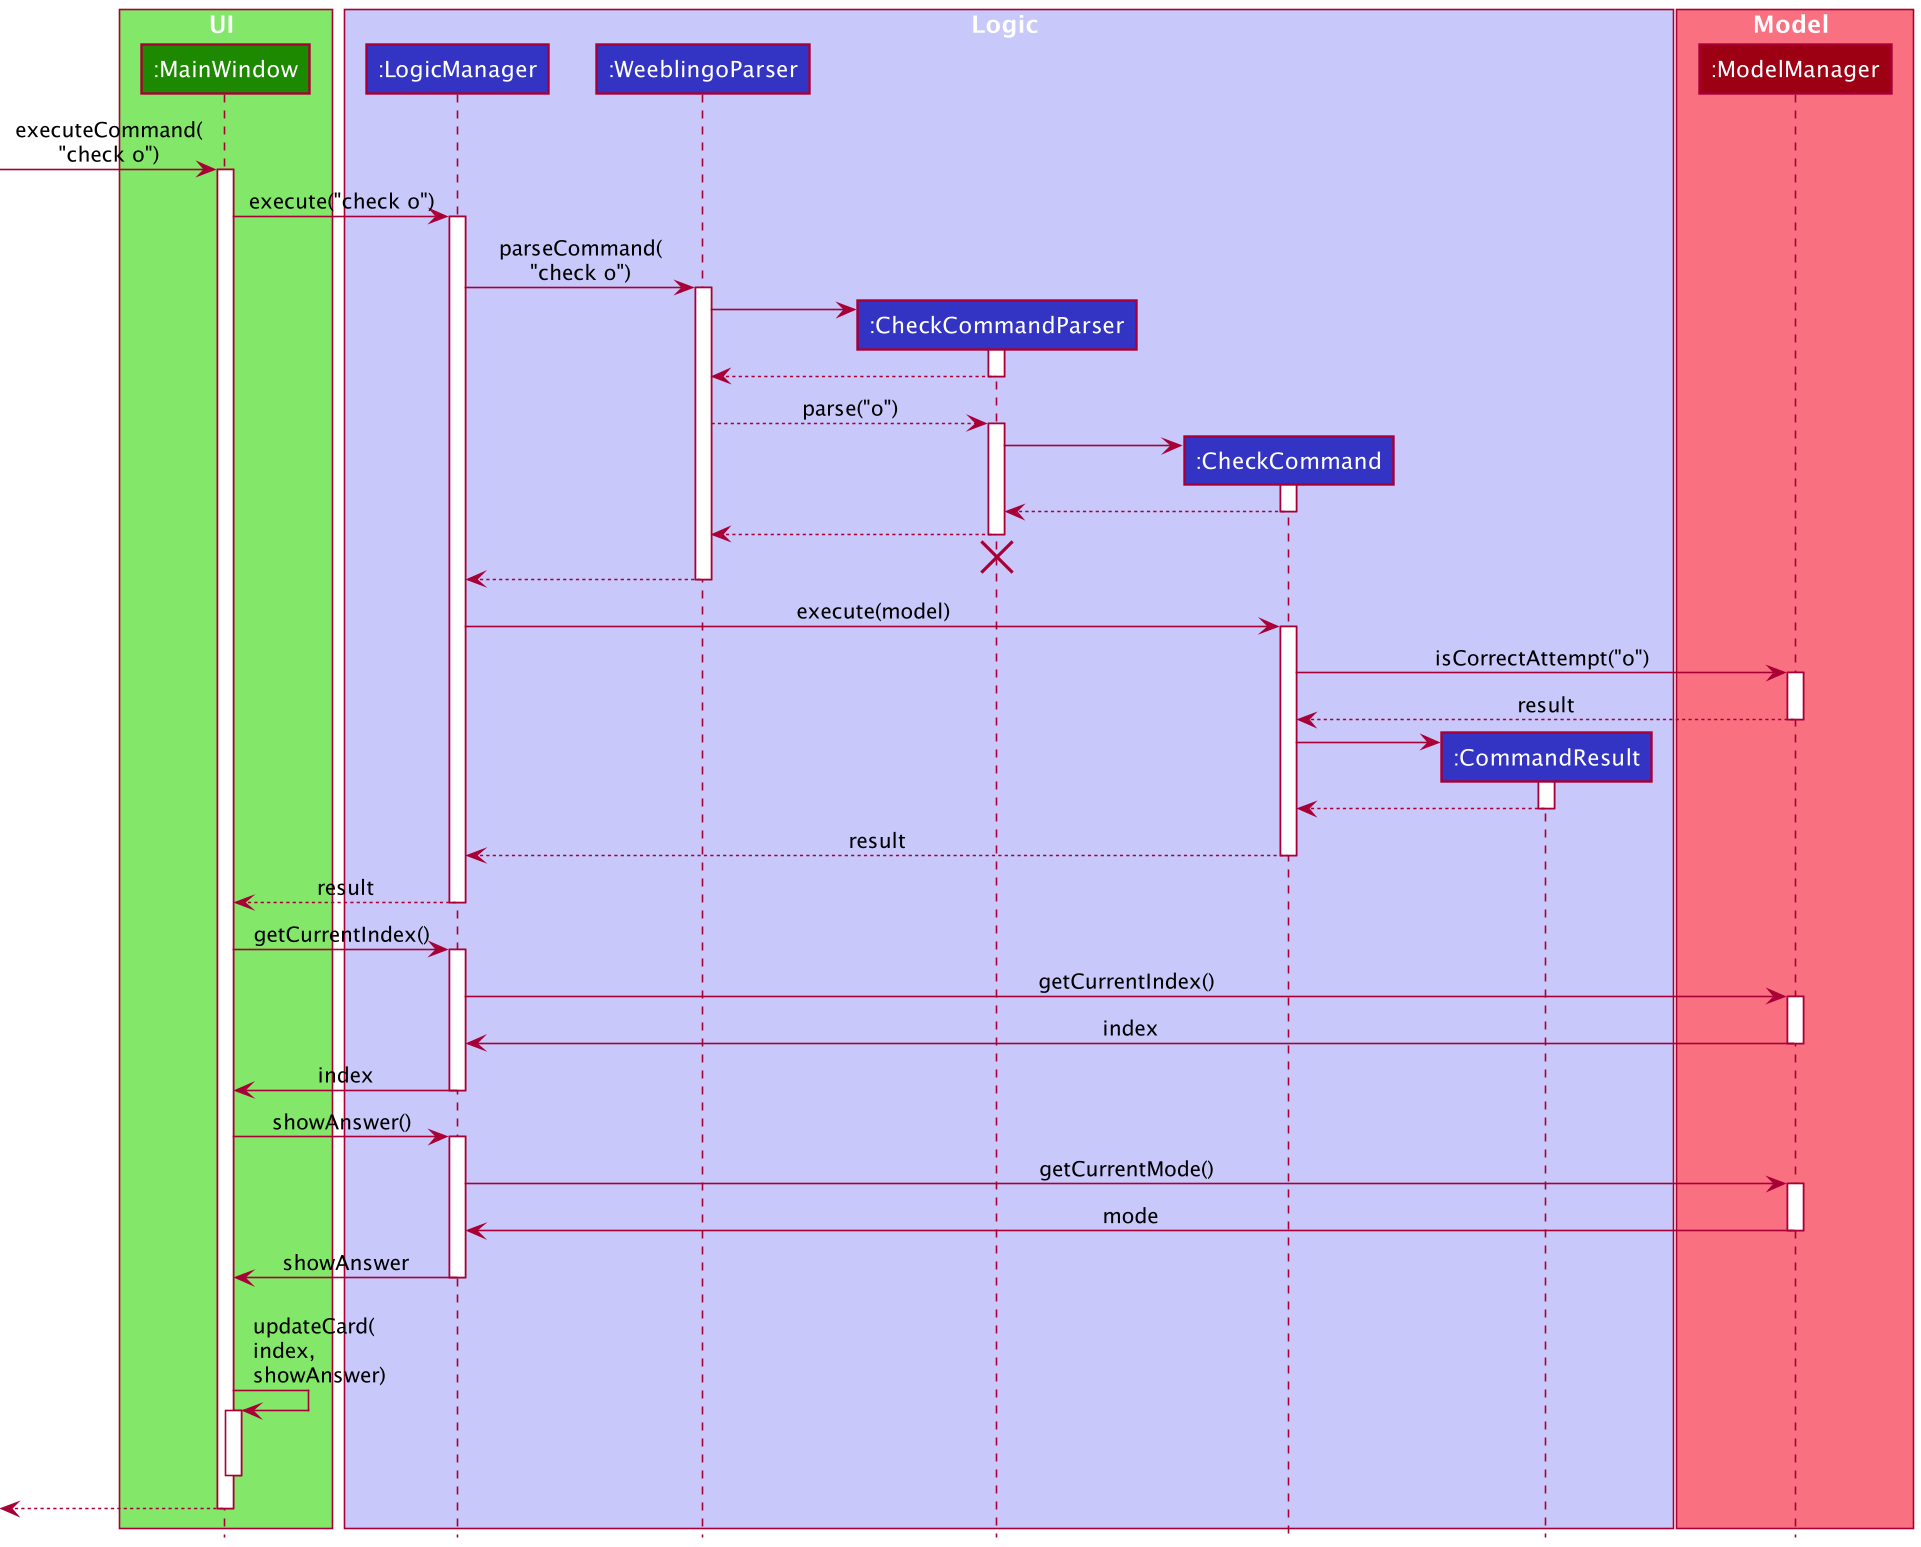 UI
Logic
Model
:MainWindow
:LogicManager
:WeeblingoParser
:ModelManager
executeCommand(
"check o")
execute("check o")
parseCommand(
"check o")
:CheckCommandParser
parse("o")
:CheckCommand
execute(model)
isCorrectAttempt("o")
result
:CommandResult
result
result
getCurrentIndex()
getCurrentIndex()
index
index
showAnswer()
getCurrentMode()
mode
showAnswer
updateCard(
index,
showAnswer)